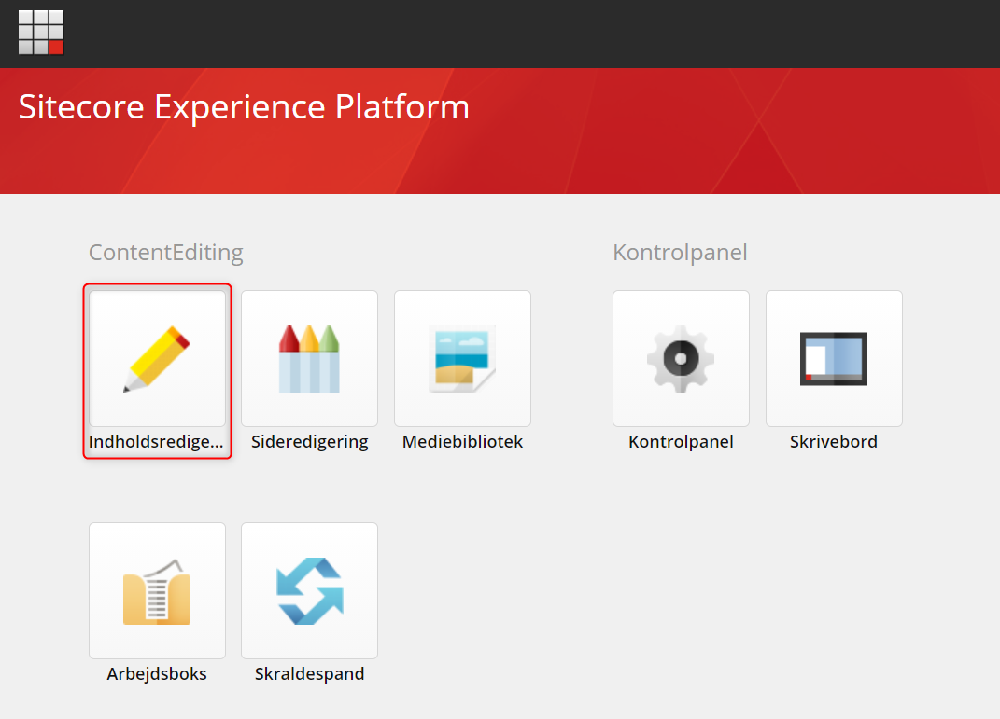 Sitecore Experience Platform
ContentEditing
Indholdsredige...
Sideredigering
Mediebibliotek
Arbejdsboks
Skraldespand
Kontrolpanel
Kontrolpanel
Skrivebord